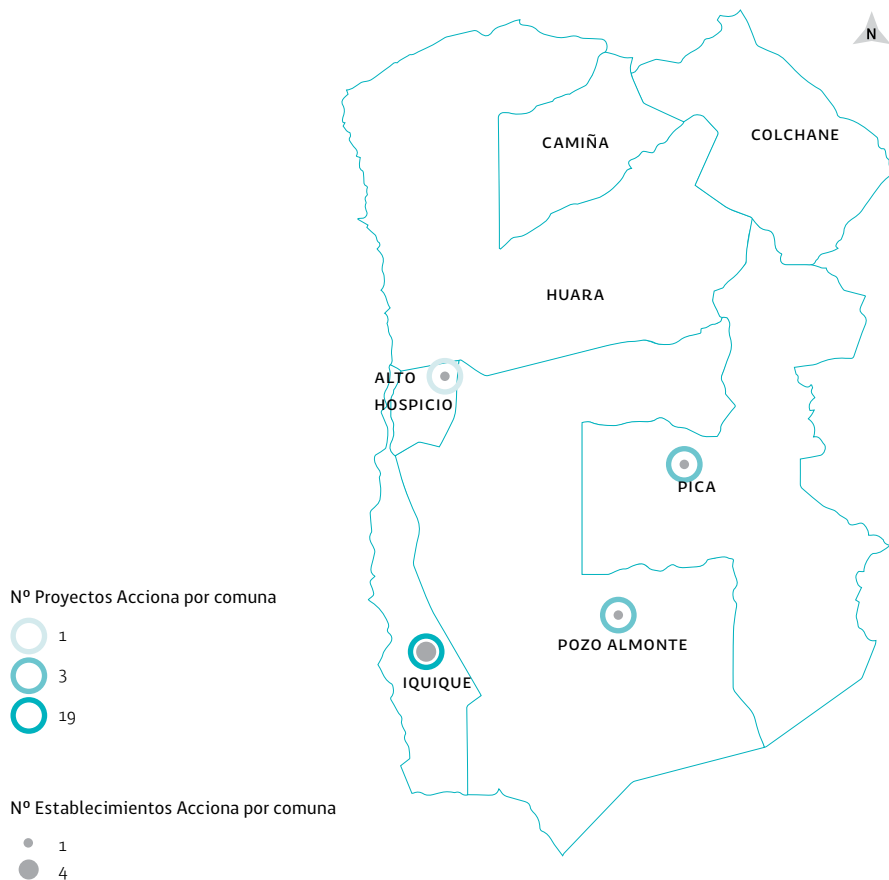 N
CAMIÑA
COLCHANE
HUARA
ALTO
HOSPICIO
PICA
POZO ALMONTE
IQUIQUE
Nº Proyectos Acciona por comuna
1
3
19
Nº Establecimientos Acciona por comuna
1
4